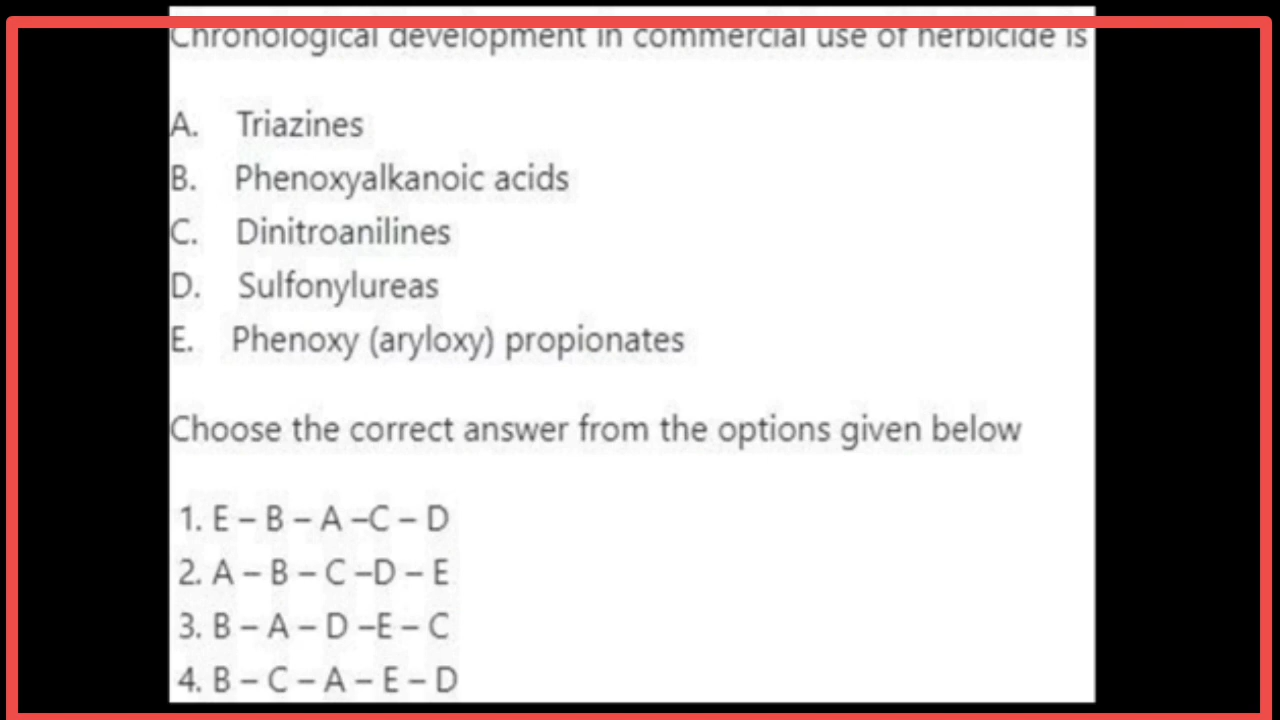 Chronological development in commercial use of herbicide is
A. Triazines
B. Phenoxyalkanoic acids
C. Dinitroanilines
D. Sulfonylureas
E. Phenoxy (aryloxy) propionates
Choose the correct answer from the options given below
1. E – B – A –C – D
2. A – B – C –D – E
3. B – A – D –E – C
4. B – C – A – E – D